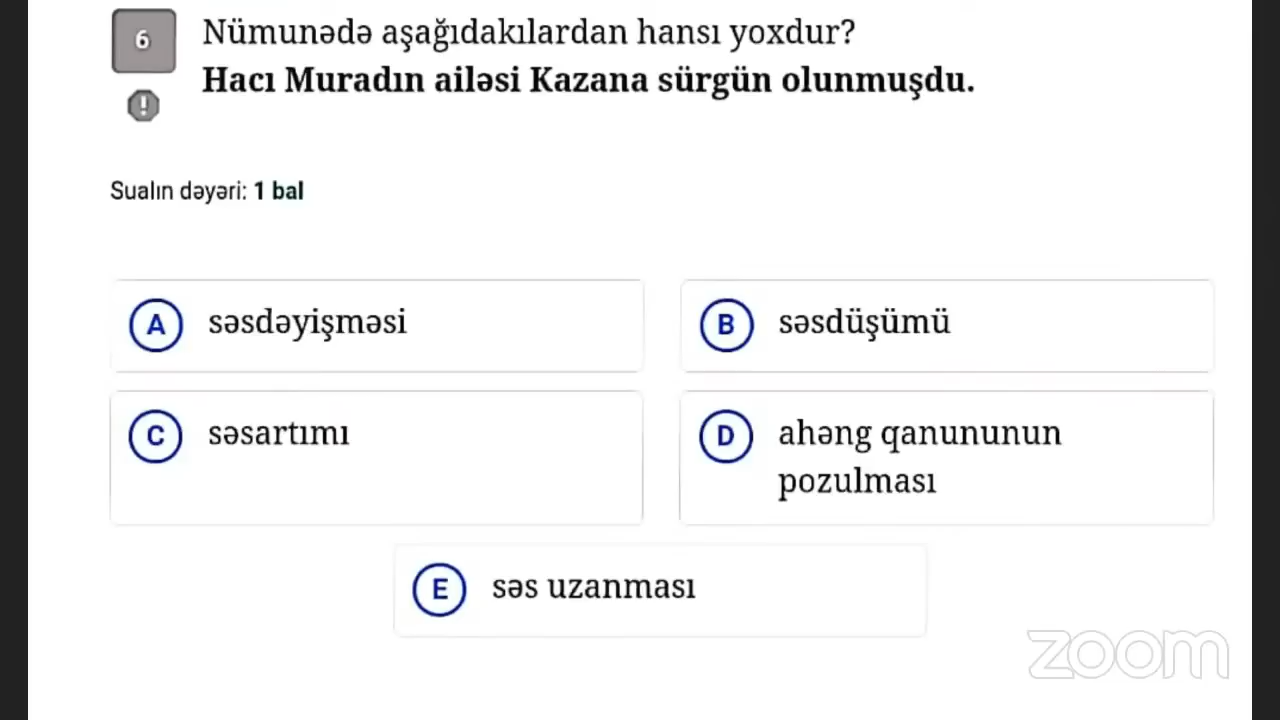 6
Nümunədə aşağıdakılardan hansı yoxdur?
Hacı Muradın ailəsi Kazana sürgün olunmuşdu.
!
Sualın dəyəri: 1 bal
A səsdəyişməsi
B səsdüşümü
C səsartımı
D ahəng qanununun
pozulması
E səs uzanması
zoom